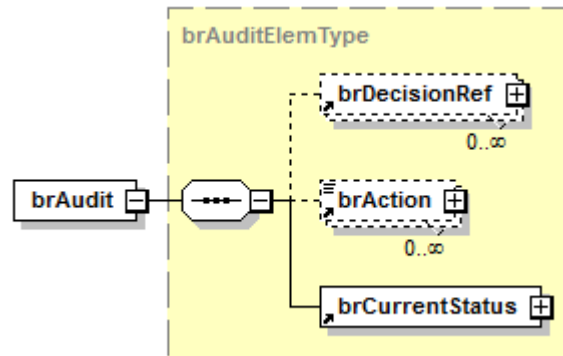 brAuditElemType
brDecisionRef
0..∞
brAudit
brAction
0..∞
brCurrentStatus